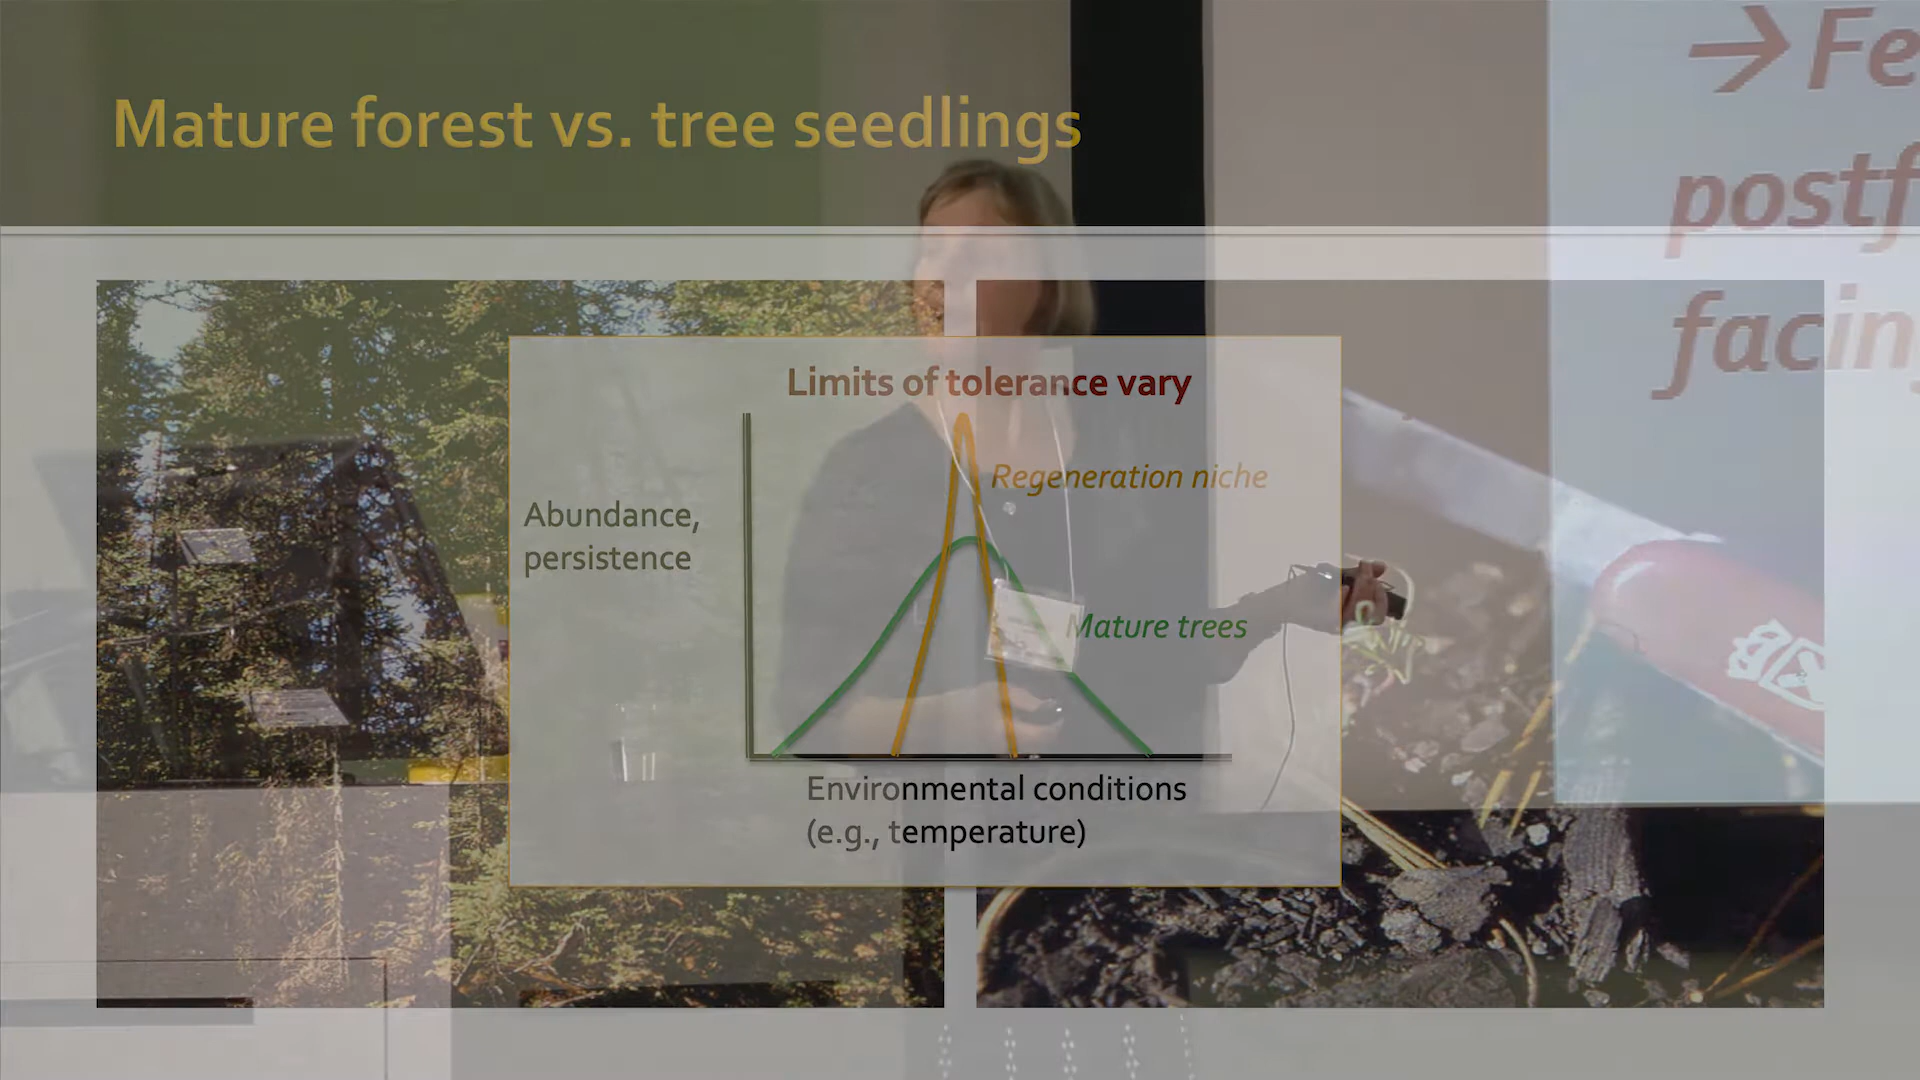 Mature forest vs. tree seedlings
→ Fe
postf
facin
Limits of tolerance vary
Regeneration niche
Abundance,
persistence
Mature trees
Environmental conditions
(e.g., temperature)